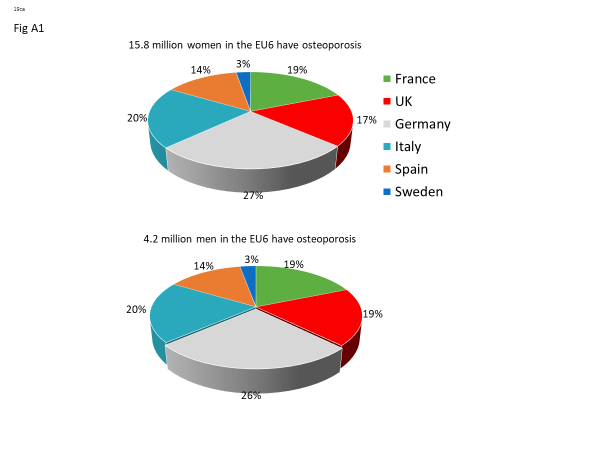 19ca
Fig A1
15.8 million women in the EU6 have osteoporosis
3%
14%
19%
France
UK
20%
17%
Germany
Italy
Spain
27%
Sweden
4.2 million men in the EU6 have osteoporosis
3%
14%
19%
20%
19%
26%